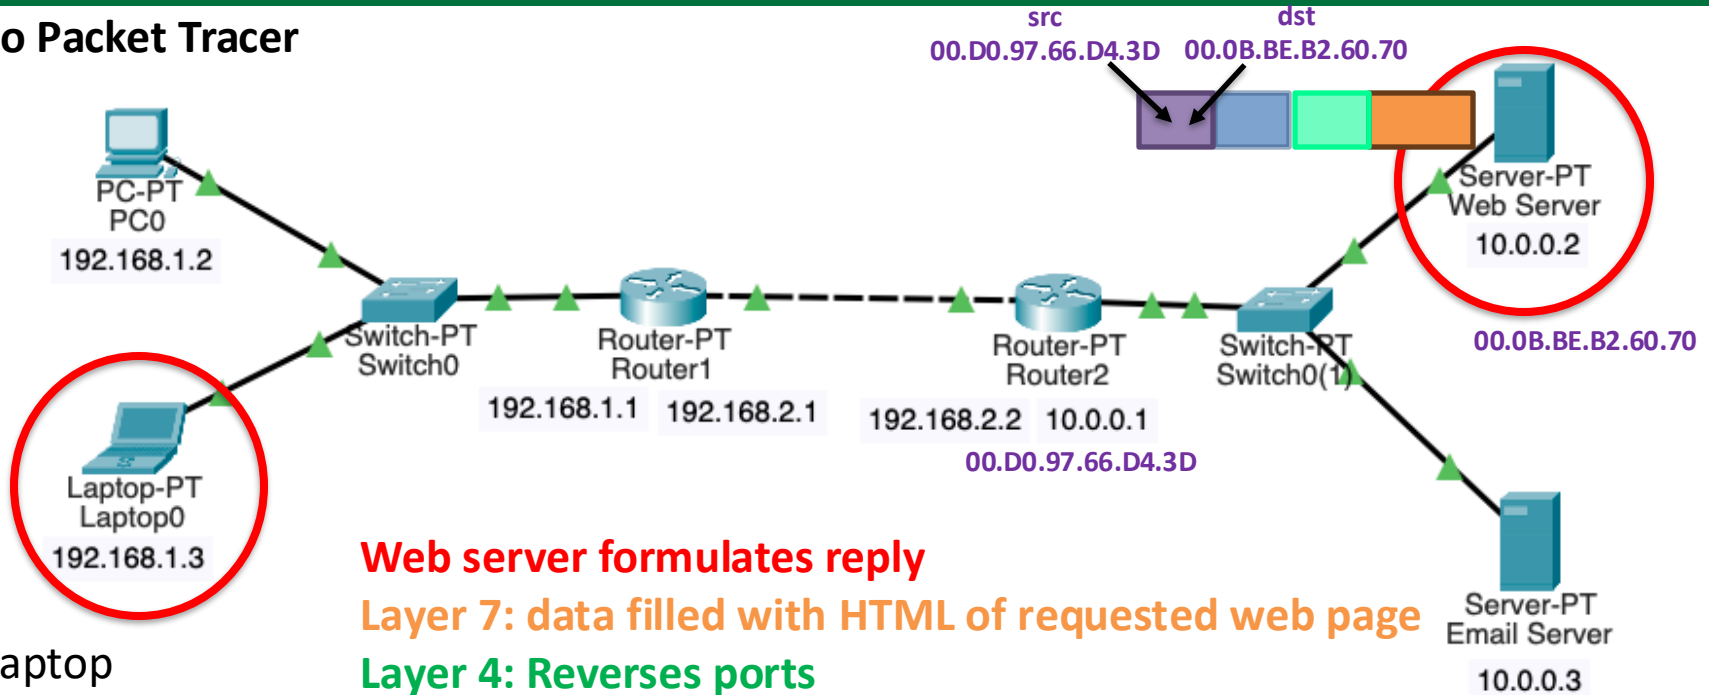 o Packet Tracer
src
dst
00.D0.97.66.D4.3D
00.0B.BE.B2.60.70
PC-PT
PC0
192.168.1.2
Server-PT
Web Server
10.0.0.2
00.0B.BE.B2.60.70
Switch-PT
Switch0
Router-PT
Router1
192.168.1.1
192.168.2.1
Router-PT
Router2
192.168.2.2
10.0.0.1
00.D0.97.66.D4.3D
Switch-PT
Switch0(1)
Laptop-PT
Laptop0
192.168.1.3
Web server formulates reply
Layer 7: data filled with HTML of requested web page
Layer 4: Reverses ports
Server-PT
Email Server
10.0.0.3
aptop